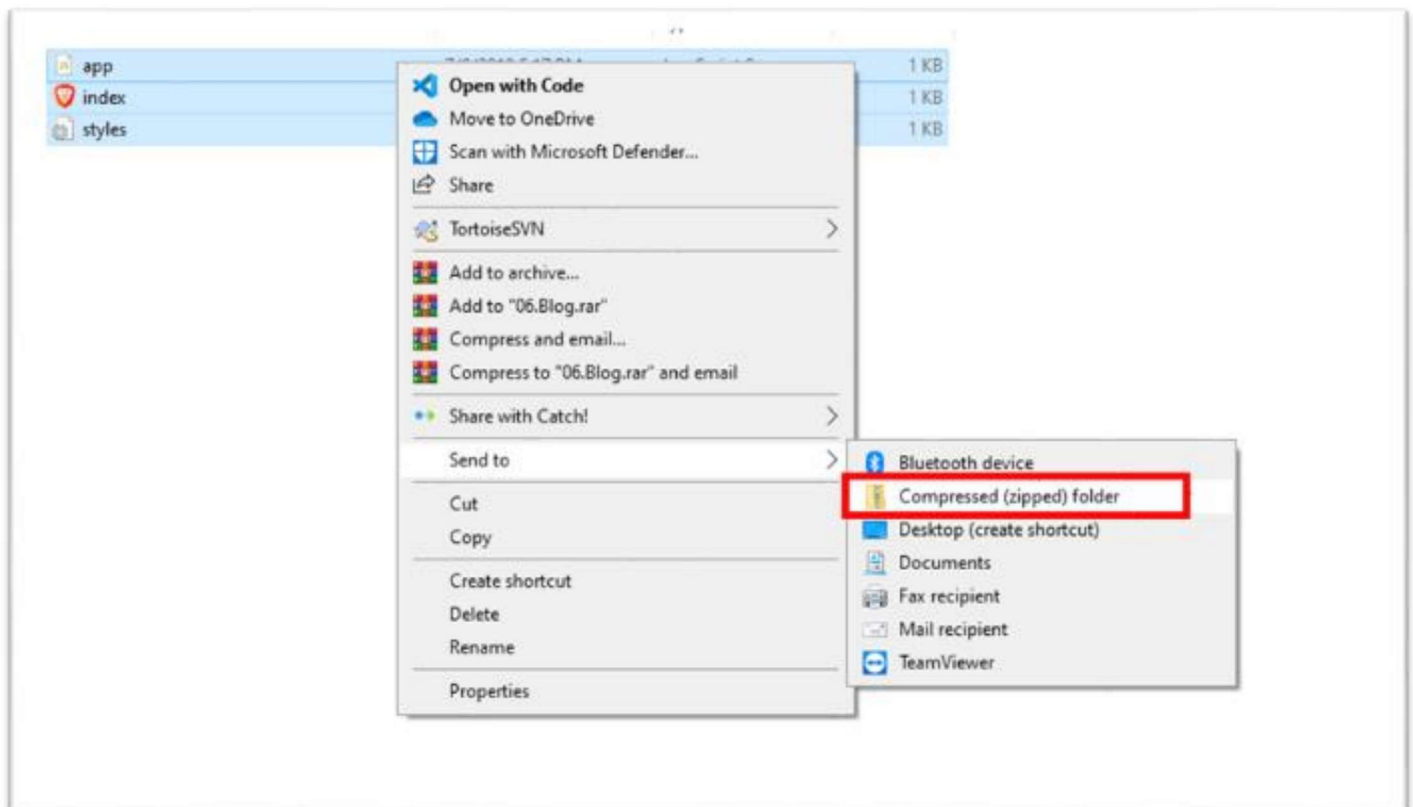 app
1 KB
index
1 KB
styles
1 KB
Open with Code
Move to OneDrive
Scan with Microsoft Defender...
Share
TortoiseSVN
Add to archive...
Add to "06.Blog.rar"
Compress and email...
Compress to "06.Blog.rar" and email
Share with Catch!
Send to
Cut
Copy
Create shortcut
Delete
Rename
Properties
Bluetooth device
Compressed (zipped) folder
Desktop (create shortcut)
Documents
Fax recipient
Mail recipient
TeamViewer